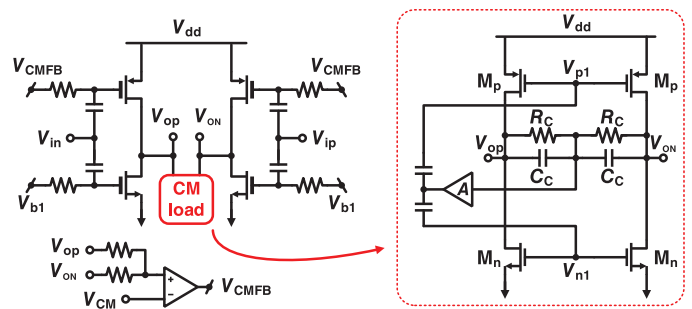 Vdd
VCMFB
VCMFB
Vop
VON
Vin
Vip
Vb1
CM
load
Vb1
Vop
VON
VCM
+
−
VCMFB
Vdd
Mp
Vp1
Mp
RC
RC
Vop
VON
CC
CC
A
Mn
Vn1
Mn